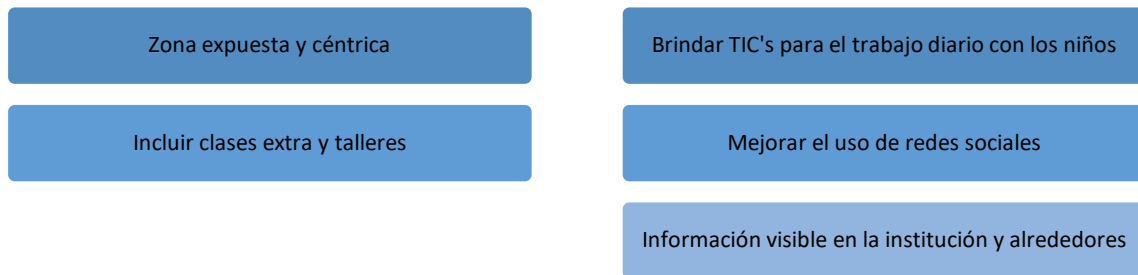 Zona expuesta y céntrica
Incluir clases extra y talleres
Brindar TIC's para el trabajo diario con los niños
Mejorar el uso de redes sociales
Información visible en la institución y alrededores